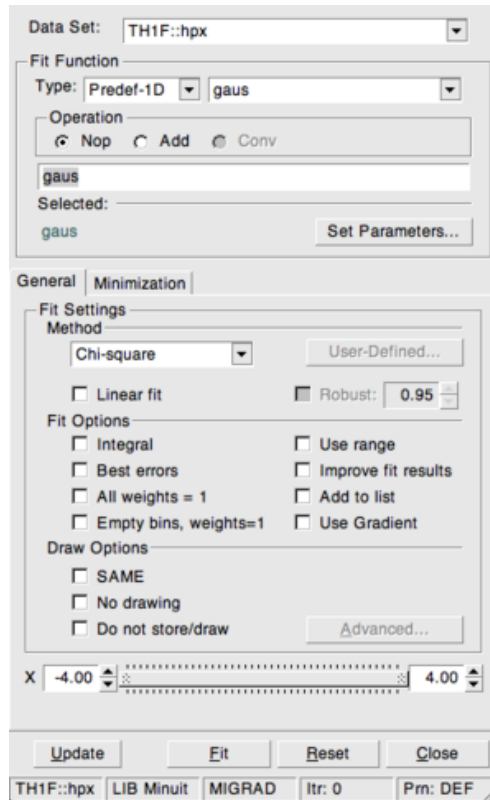 Data Set: TH1F::hpx
Fit Function
Type: Predef-1D gaus
Operation
Nop Add Conv
gaus
Selected:
gaus Set Parameters...
General Minimization
Fit Settings
Method
Chi-square User-Defined...
Linear fit Robust: 0.95
Fit Options
Integral Use range
Best errors Improve fit results
All weights = 1 Add to list
Empty bins, weights=1 Use Gradient
Draw Options
SAME
No drawing
Do not store/draw Advanced...
X -4.00 4.00
Update Fit Reset Close
TH1F::hpx LIB Minuit MIGRAD Itr: 0 Prn: DEF